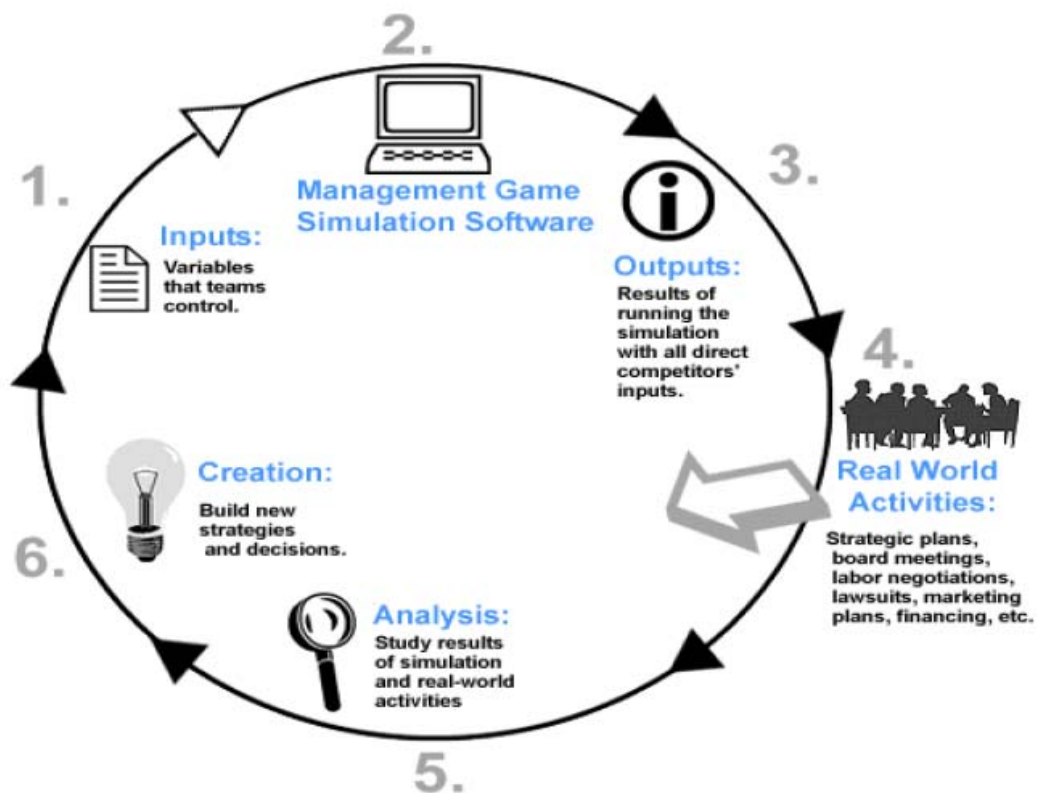 1.
Inputs:
Variables
that teams
control.
2.
Management Game
Simulation Software
3.
Outputs:
Results of
running the
simulation
with all direct
competitors'
inputs.
4.
Real World
Activities:
Strategic plans,
board meetings,
labor negotiations,
lawsuits, marketing
plans, financing, etc.
5.
Analysis:
Study results
of simulation
and real-world
activities
6.
Creation:
Build new
strategies
and decisions.